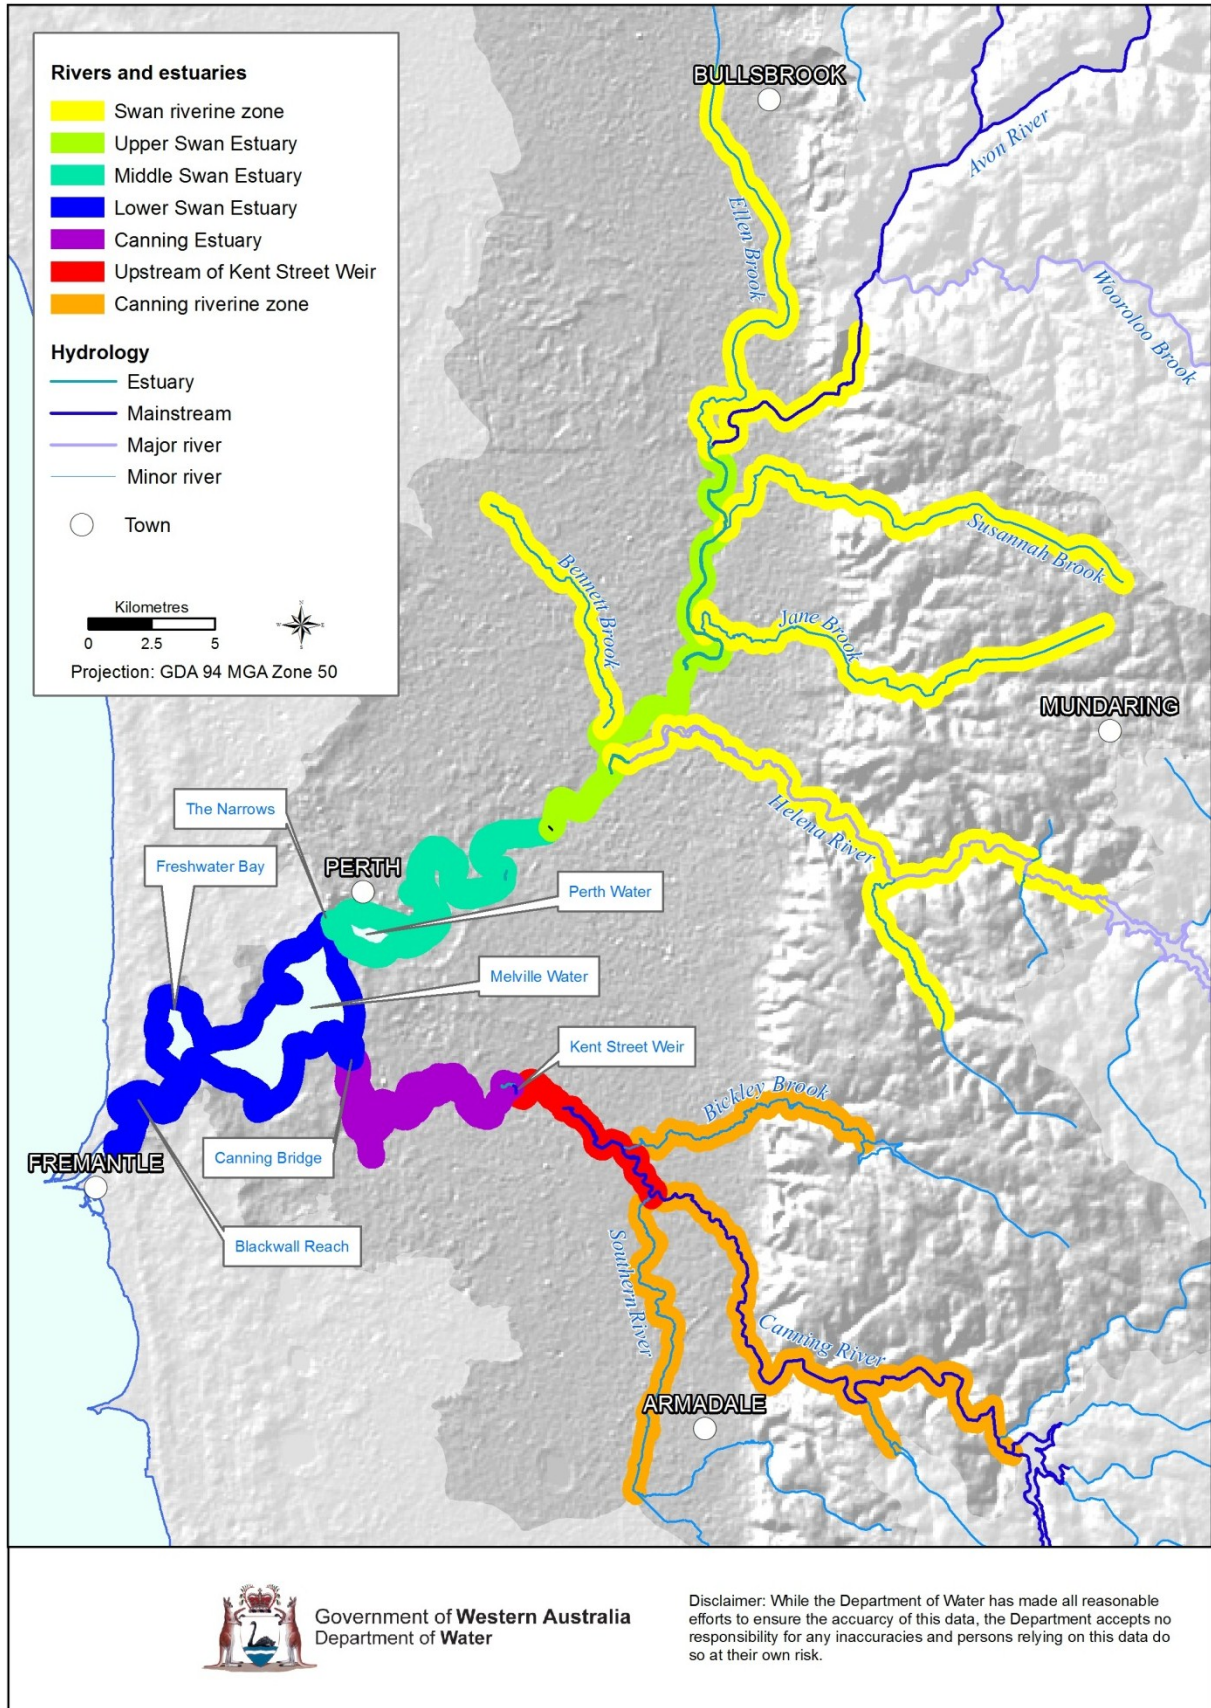 Rivers and estuaries
Swan riverine zone
Upper Swan Estuary
Middle Swan Estuary
Lower Swan Estuary
Canning Estuary
Upstream of Kent Street Weir
Canning riverine zone
Hydrology
Estuary
Mainstream
Major river
Minor river
Town
Kilometres
0 2.5 5
N
W E
S
Projection: GDA 94 MGA Zone 50
BULLSBROOK
Avon River
Ellen Brook
Wooroloo Brook
Susannah Brook
Bennett Brook
Jane Brook
MUNDARING
Helena River
The Narrows
Freshwater Bay
PERTH
Perth Water
Melville Water
Kent Street Weir
Bickley Brook
Canning Bridge
FREMANTLE
Blackwall Reach
Southern River
Canning River
ARMADALE
Government of Western Australia
Department of Water
Disclaimer: While the Department of Water has made all reasonable
efforts to ensure the accuarcy of this data, the Department accepts no
responsibility for any inaccuracies and persons relying on this data do
so at their own risk.